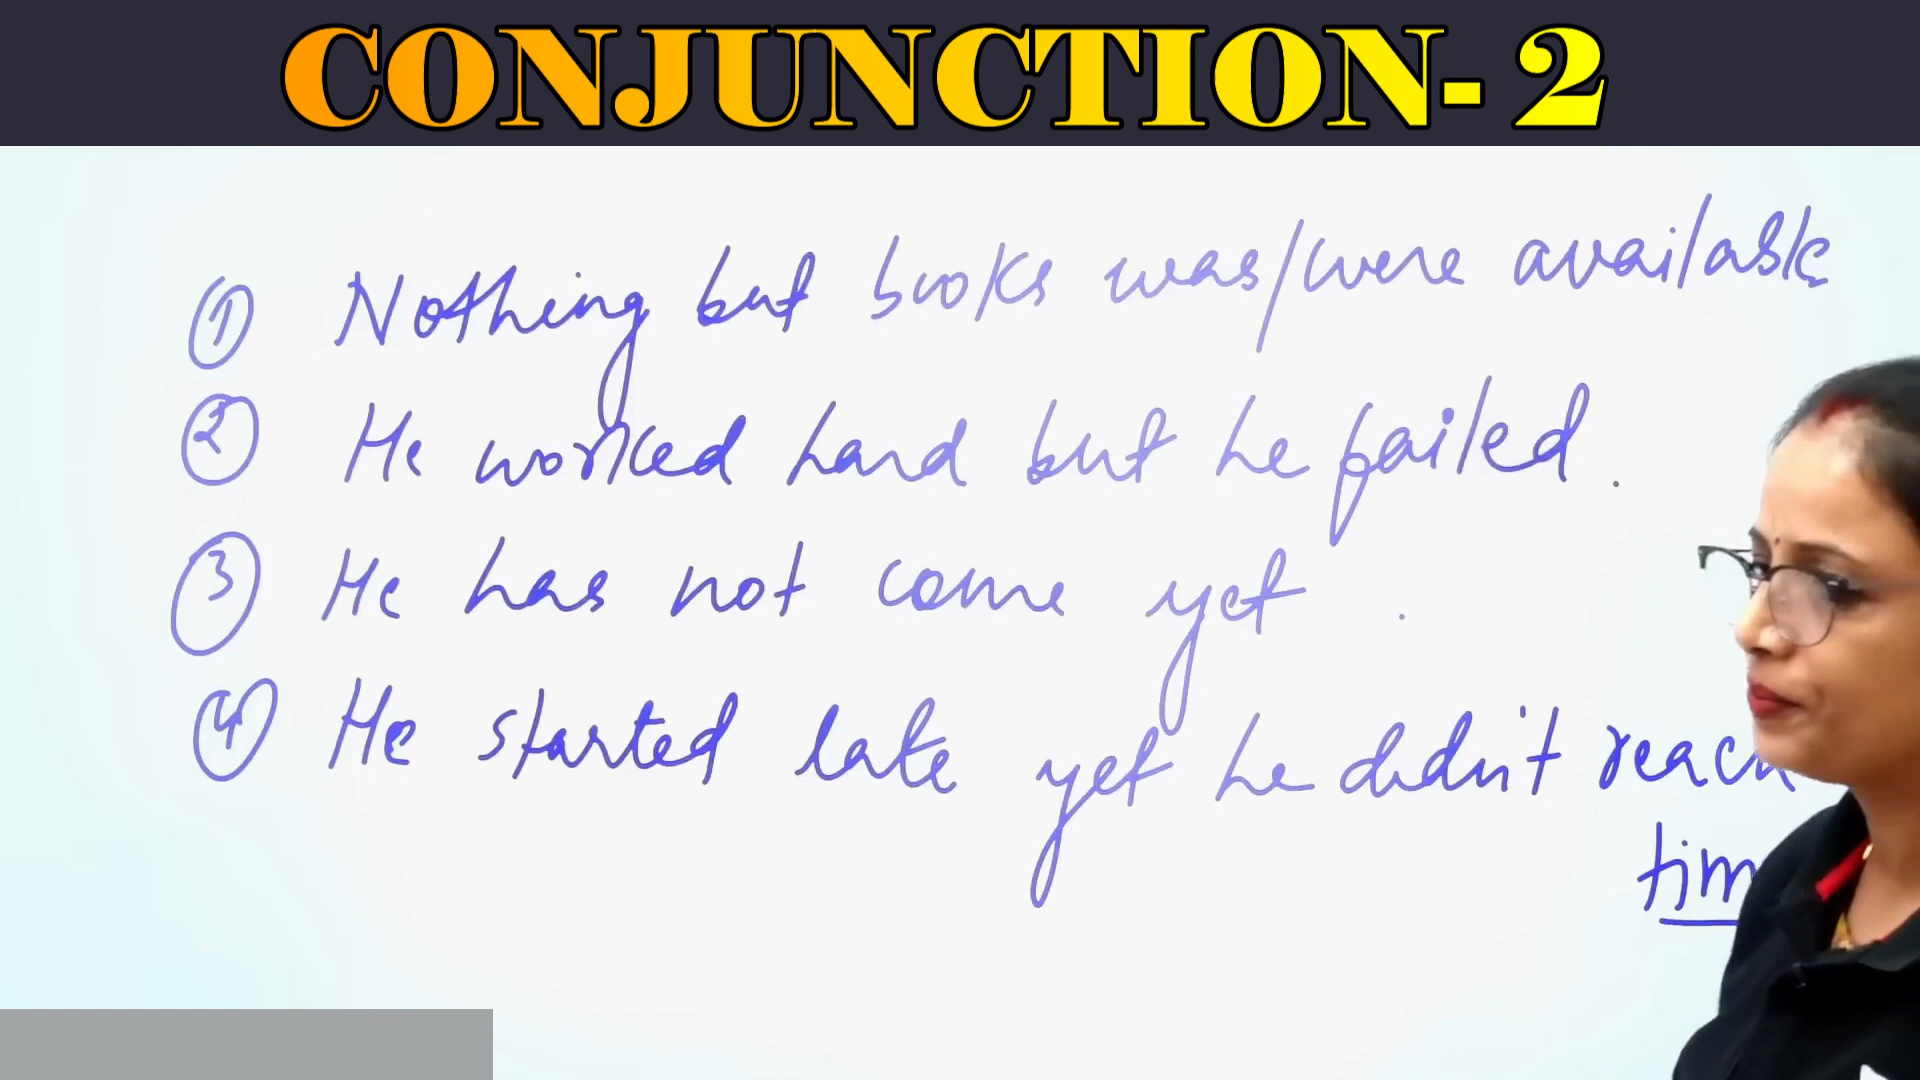 CONJUNCTION-2
① Nothing but books was/were available
② He worked hard but he failed.
③ He has not come yet.
④ He started late yet he didn't reach